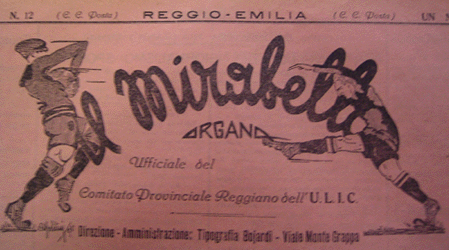 N. 12 (C. C. Posta) REGGIO-EMILIA (C. C. Posta) UN
il mirabello
ORGANO
Ufficiale del
Comitato Provinciale Reggiano dell' U. L. I. C.
Direzione - Amministrazione: Tipografia Bojardi - Viale Monte Grappa